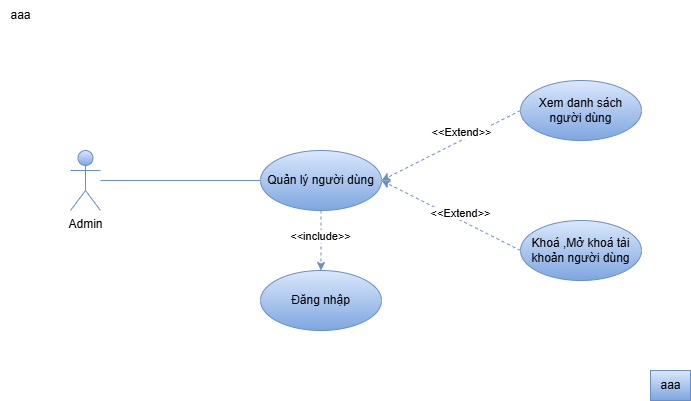 aaa
Xem danh sách
người dùng
<<Extend>>
Quản lý người dùng
Admin
<<Extend>>
<<include>>
Khoá ,Mở khoá tài
khoản người dùng
Đăng nhập
aaa